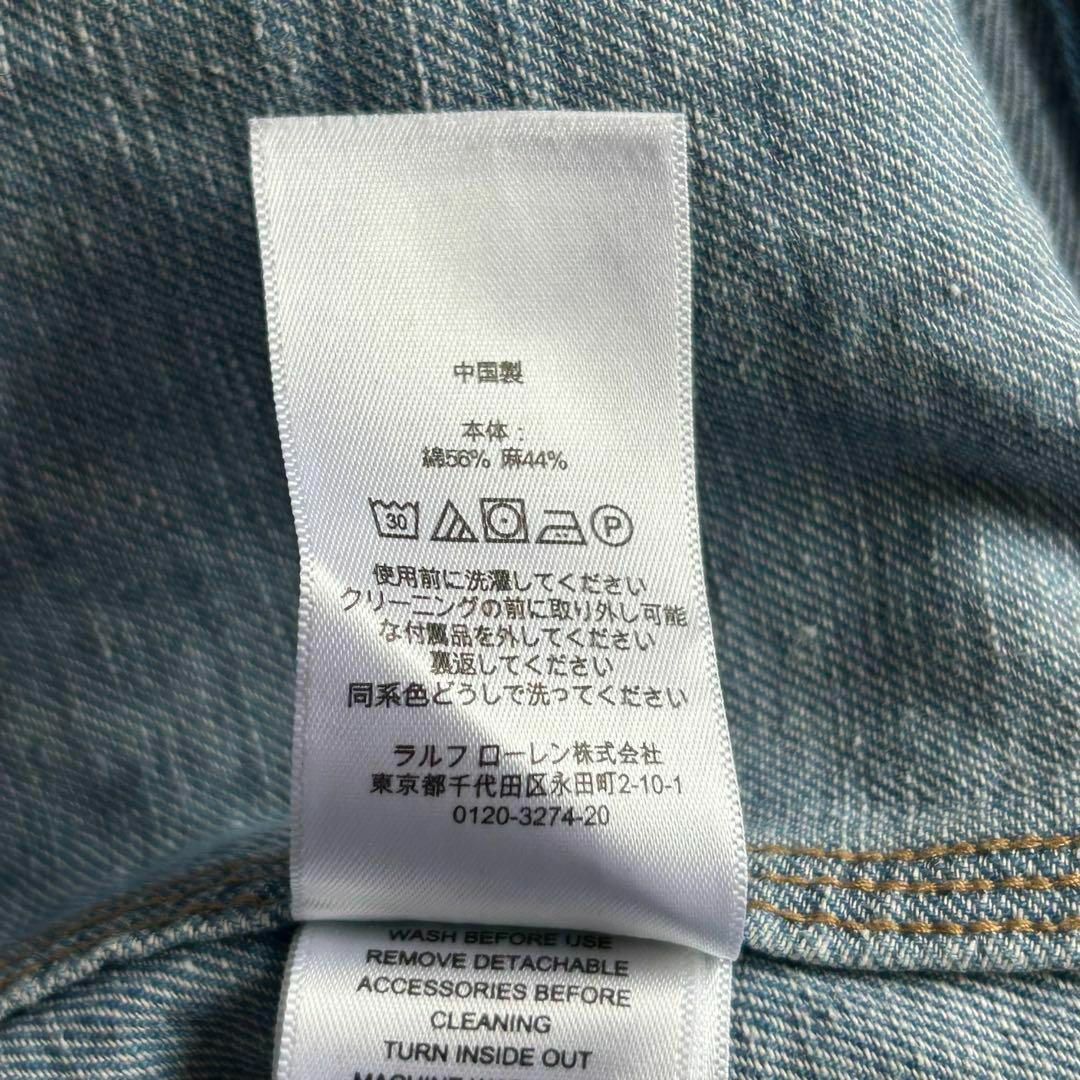 中国製
本体：
綿56% 麻44%
30 P
使用前に洗濯してください
クリーニングの前に取り外し可能
な付属品を外してください
裏返してください
同系色どうしで洗ってください
ラルフ ローレン株式会社
東京都千代田区永田町2-10-1
0120-3274-20
WASH BEFORE USE
REMOVE DETACHABLE
ACCESSORIES BEFORE
CLEANING
TURN INSIDE OUT